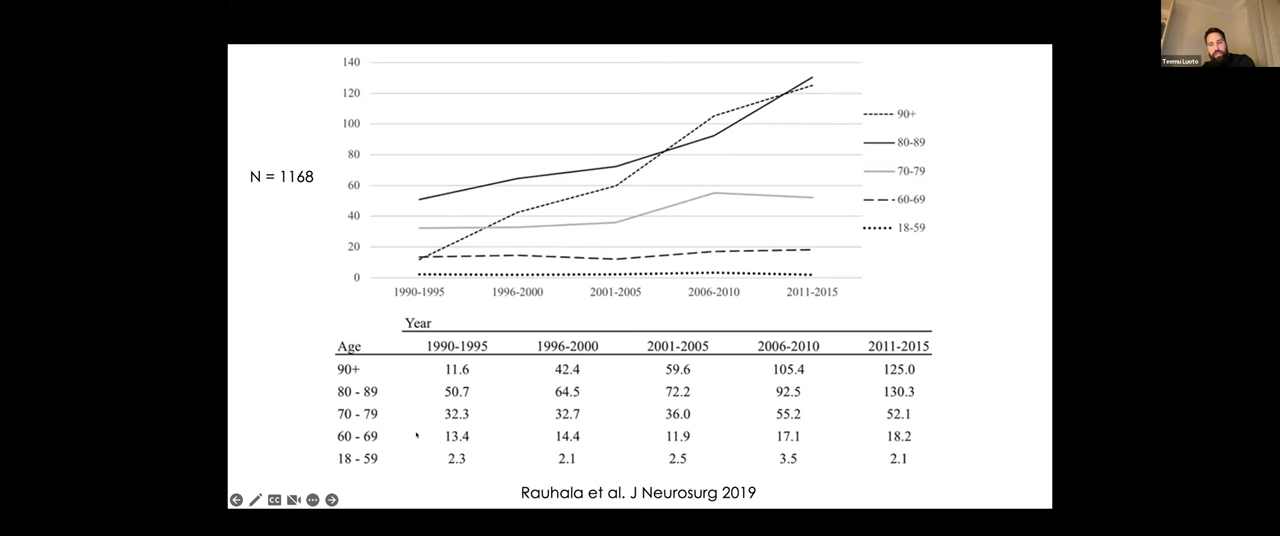 Teemu Luoto
140
120
100
80
60
40
20
0
N = 1168
90+
80-89
70-79
60-69
18-59
1990-1995 1996-2000 2001-2005 2006-2010 2011-2015
Year
Age 1990-1995 1996-2000 2001-2005 2006-2010 2011-2015
90+ 11.6 42.4 59.6 105.4 125.0
80 - 89 50.7 64.5 72.2 92.5 130.3
70 - 79 32.3 32.7 36.0 55.2 52.1
60 - 69 13.4 14.4 11.9 17.1 18.2
18 - 59 2.3 2.1 2.5 3.5 2.1
Rauhala et al. J Neurosurg 2019
CC